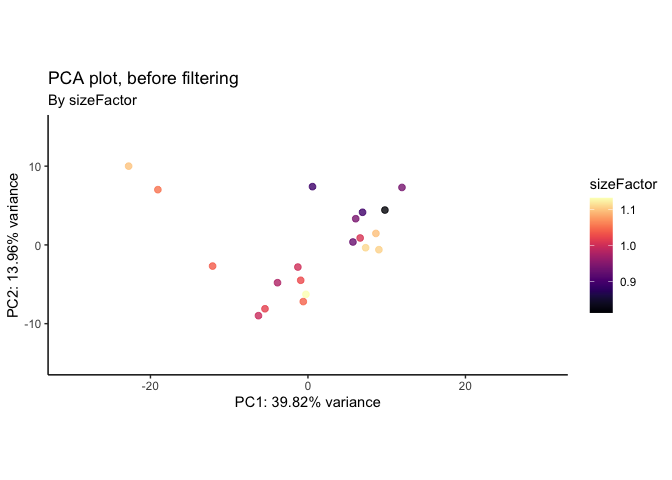 PCA plot, before filtering
By sizeFactor
10
0
-10
PC2: 13.96% variance
-20
0
20
PC1: 39.82% variance
sizeFactor
1.1
1.0
0.9